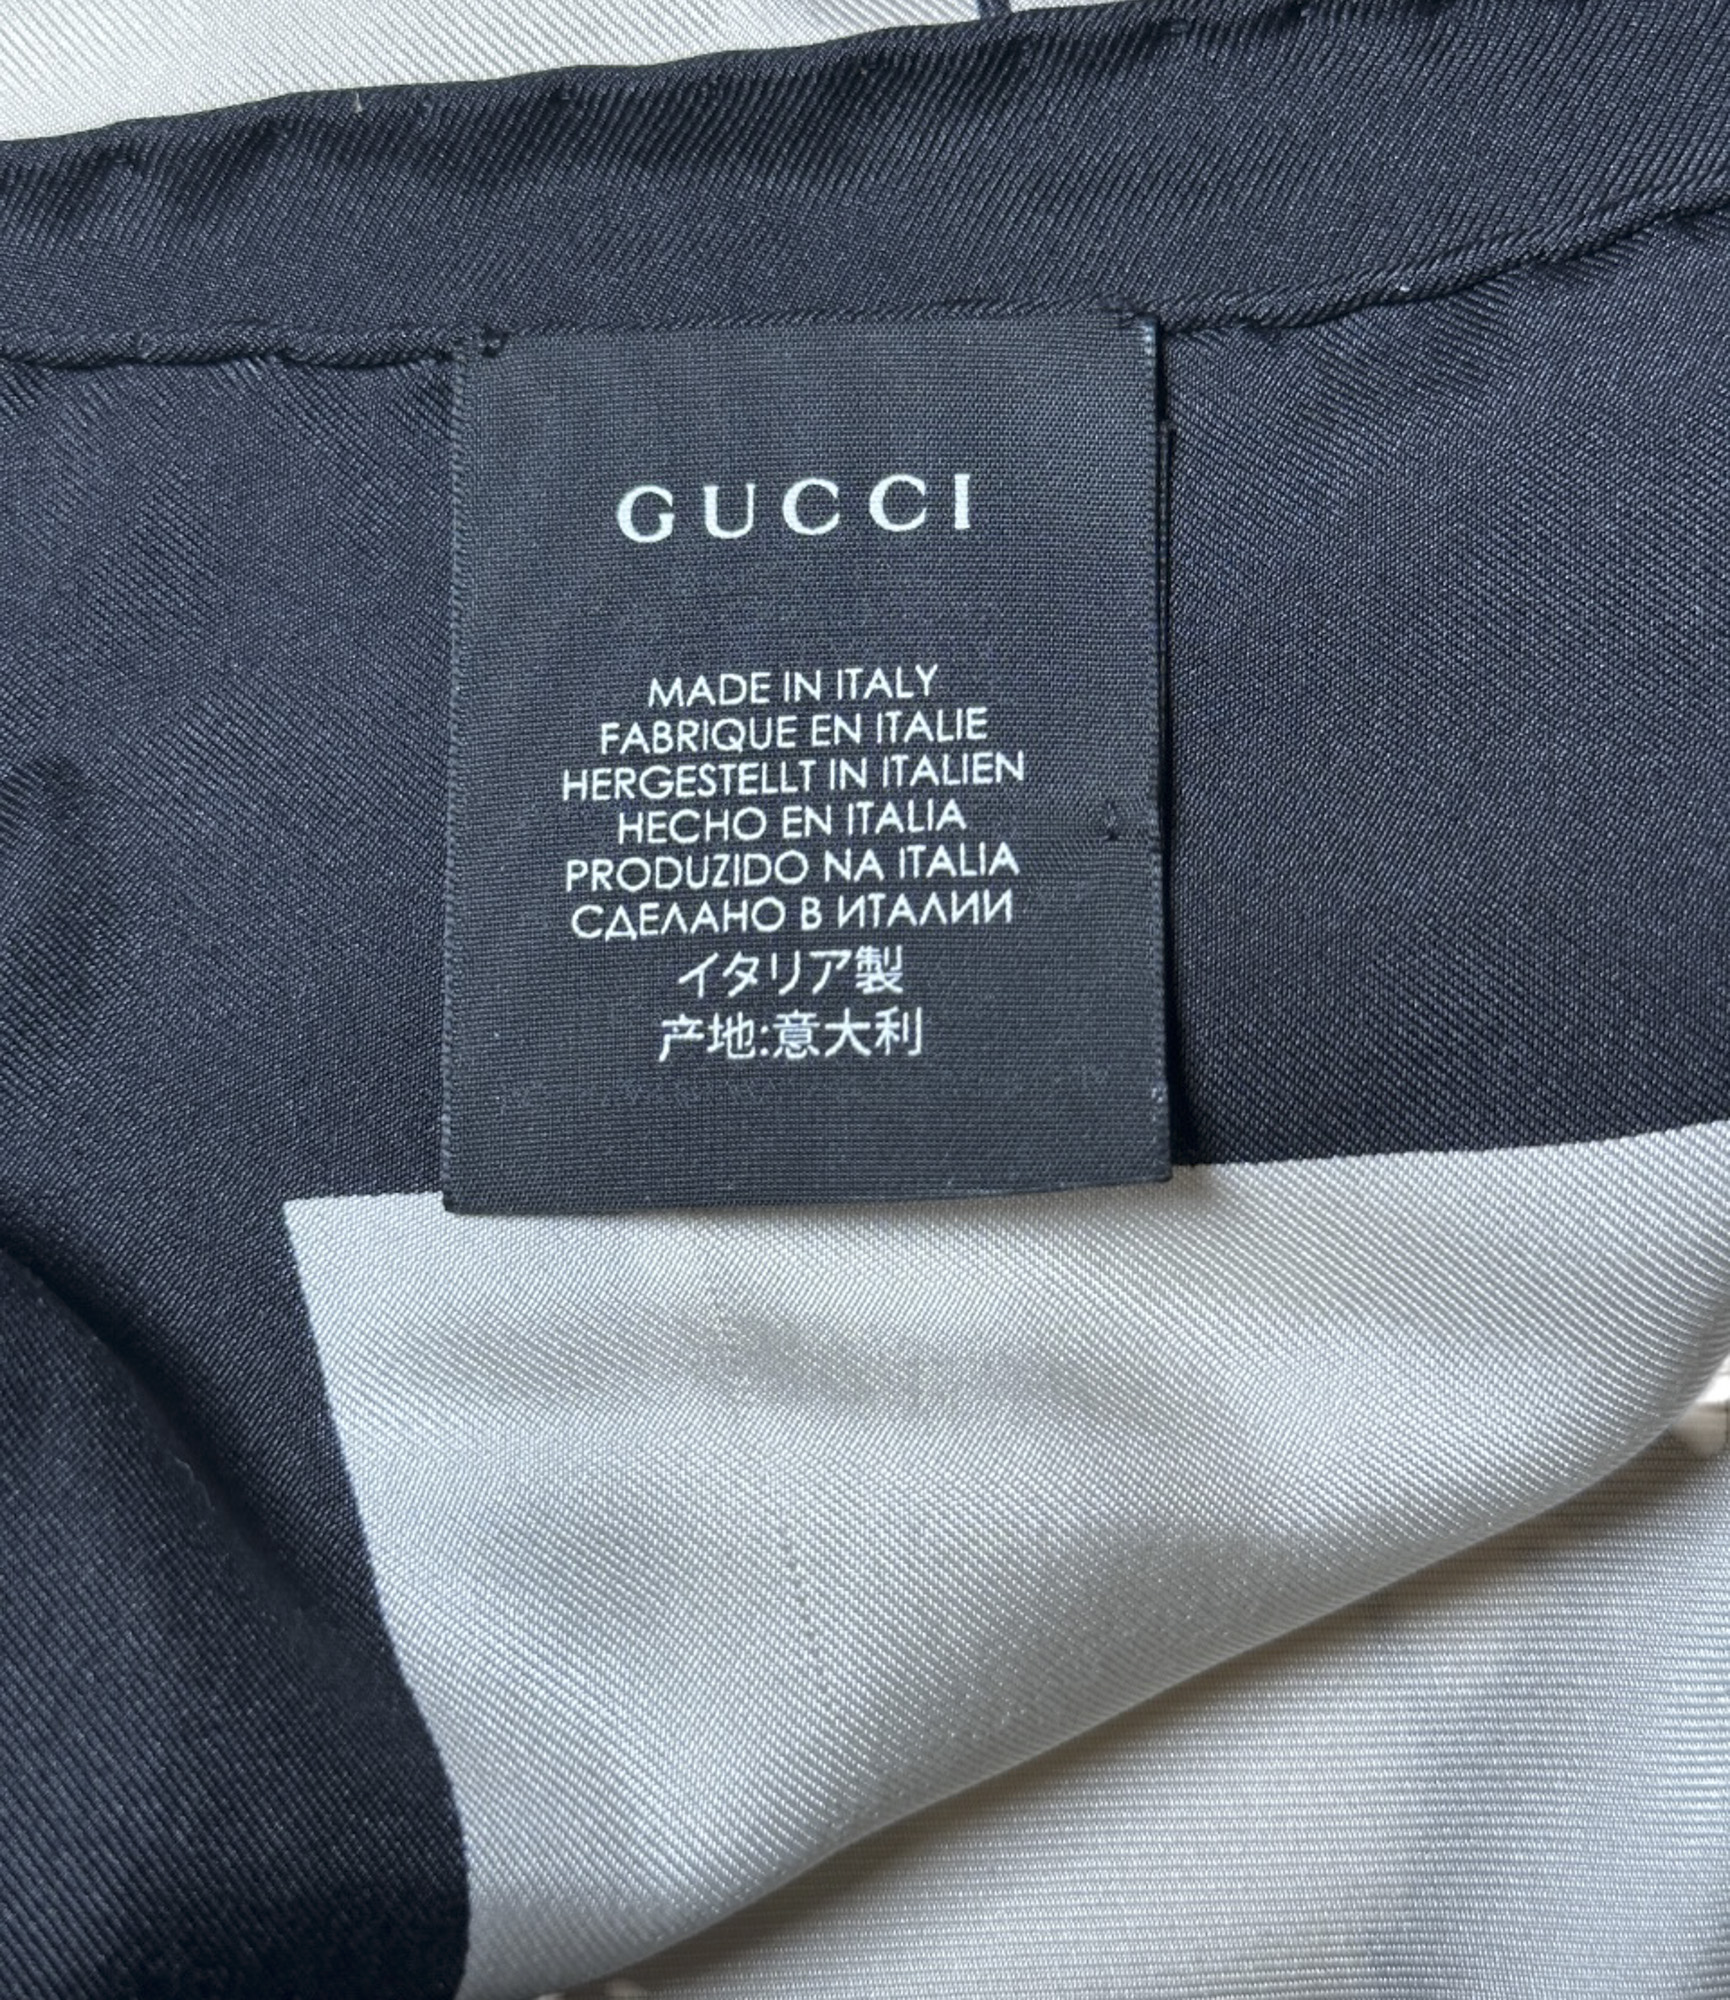 GUCCI
MADE IN ITALY
FABRIQUE EN ITALIE
HERGESTELLT IN ITALIEN
HECHO EN ITALIA
PRODUZIDO NA ITALIA
СДЕЛАНО В ИТАЛИИ
イタリア製
产地:意大利